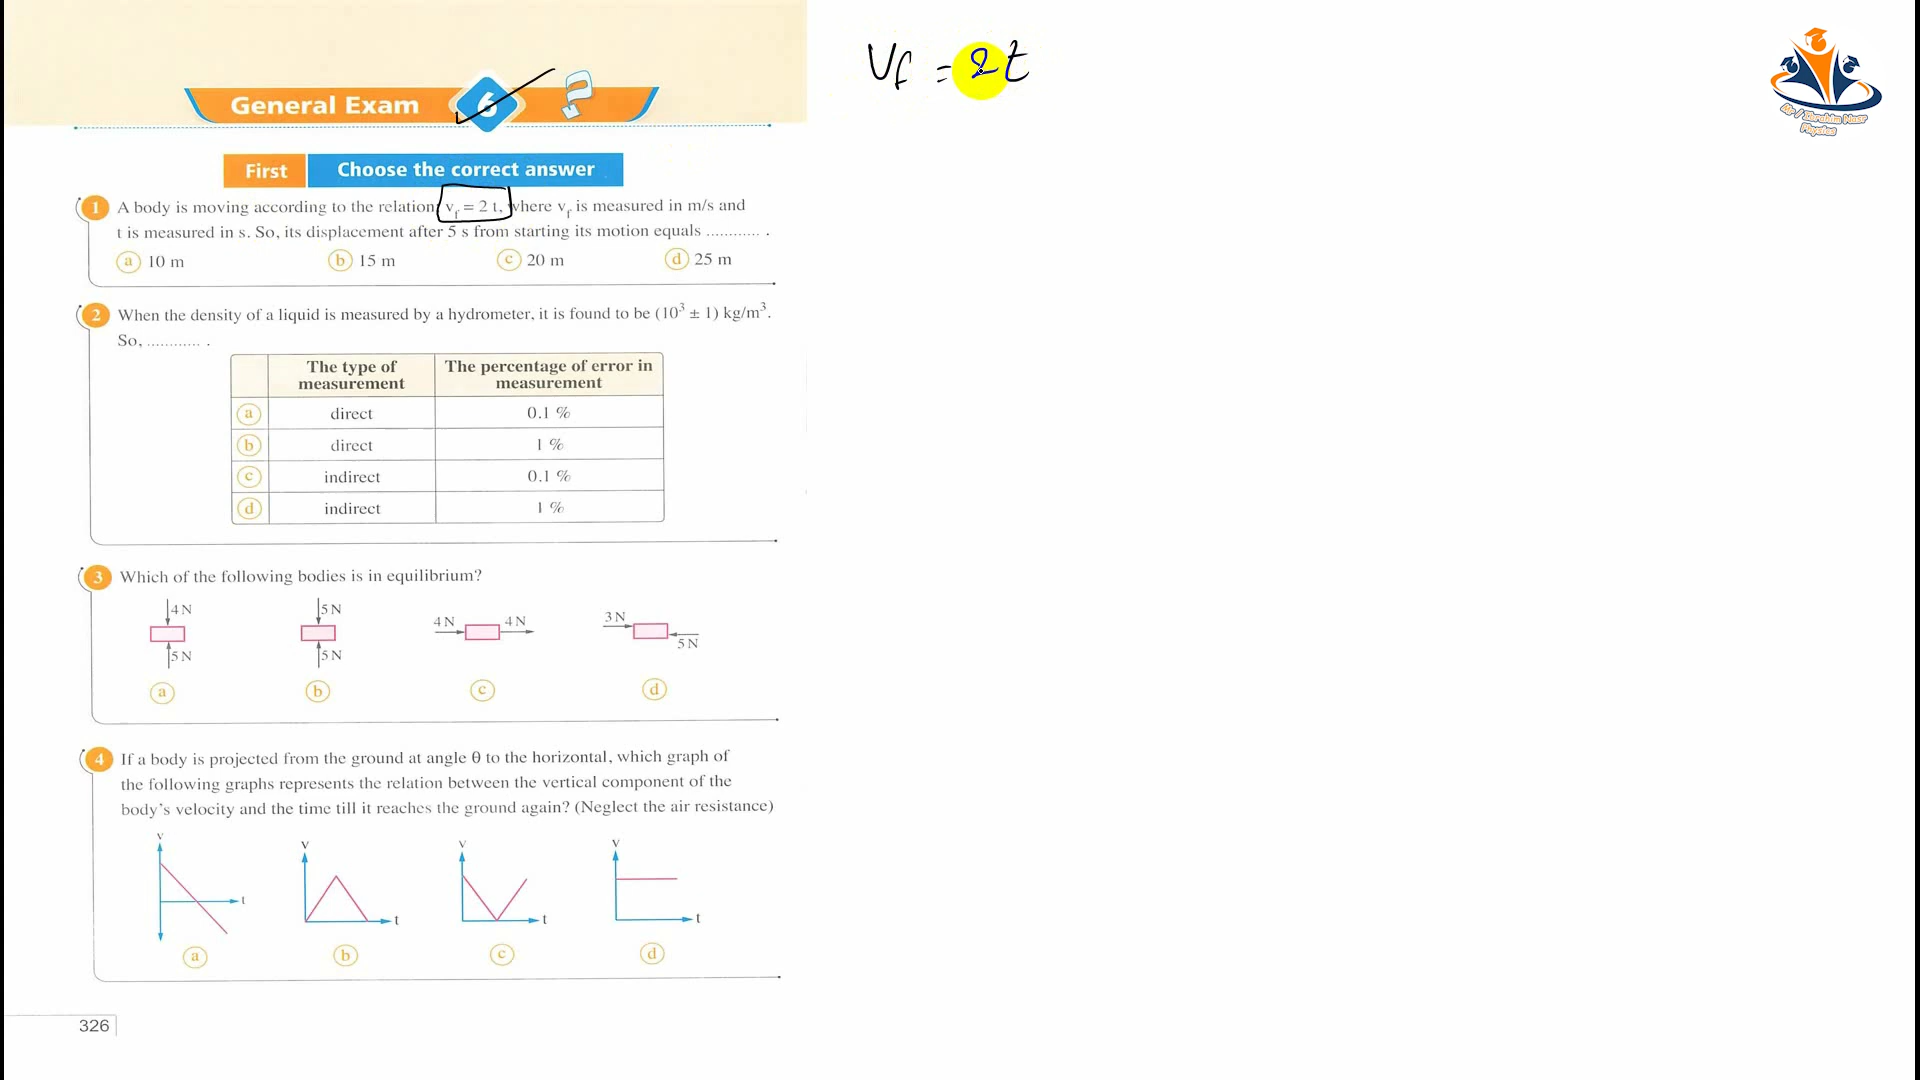 V_f = 2t
Mr / Ibrahim Nasr
Physics
General Exam 6 ?
First Choose the correct answer
1 A body is moving according to the relation: v_f = 2 t, where v_f is measured in m/s and
t is measured in s. So, its displacement after 5 s from starting its motion equals ............ .
a 10 m b 15 m c 20 m d 25 m
2 When the density of a liquid is measured by a hydrometer, it is found to be (10³ ± 1) kg/m³.
So, ............ .
The type of measurement The percentage of error in measurement
a direct 0.1 %
b direct 1 %
c indirect 0.1 %
d indirect 1 %
3 Which of the following bodies is in equilibrium?
4 N 5 N 4 N 4 N 3 N
5 N 5 N 5 N
a b c d
4 If a body is projected from the ground at angle θ to the horizontal, which graph of
the following graphs represents the relation between the vertical component of the
body's velocity and the time till it reaches the ground again? (Neglect the air resistance)
v v v v
t t t t
a b c d
326